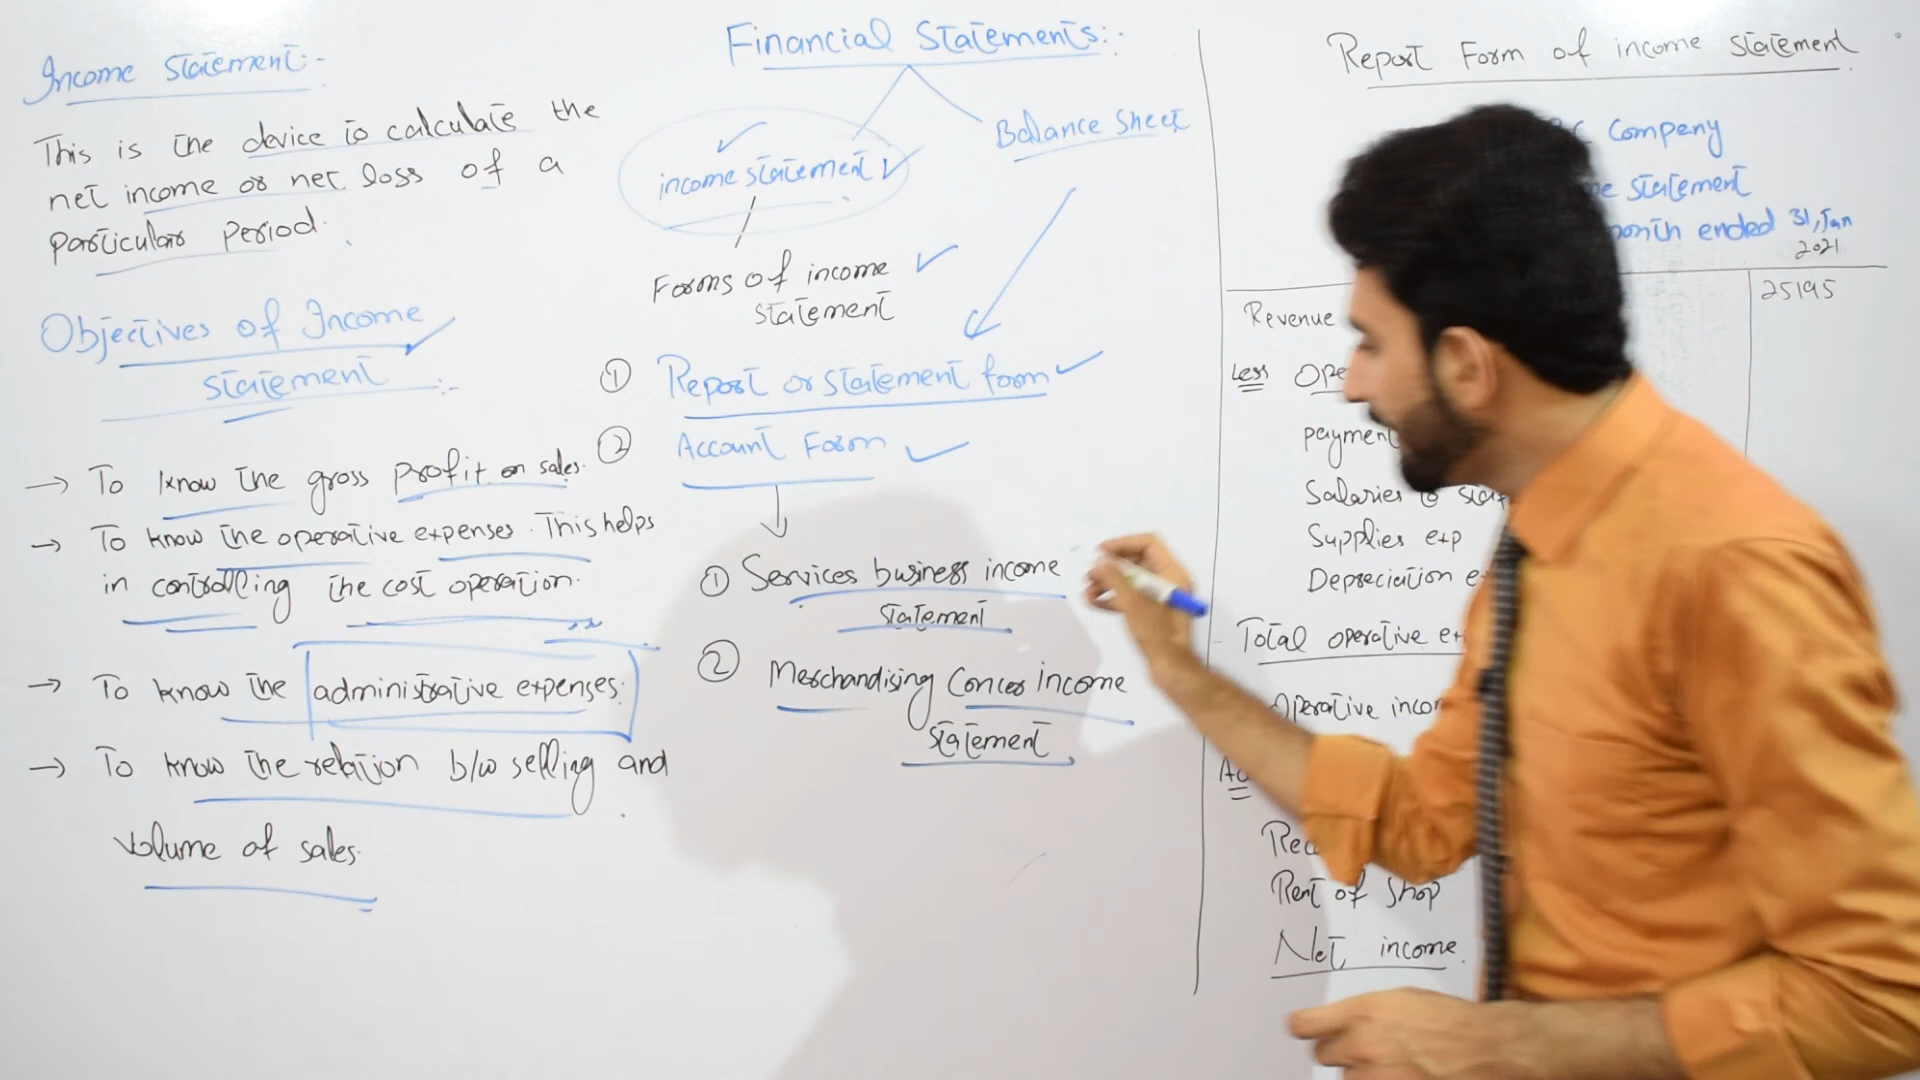 Income Statement:-
This is the device to calculate the
net income or net loss of a
particular period.
Objectives of Income
Statement :-
→ To know the gross profit on sales.
→ To know the operative expenses. This helps
in controlling the cost operation.
→ To know the administrative expenses.
→ To know the relation b/w selling and
volume of sales.
Financial Statements:-
income statement
Balance Sheet
Forms of income
statement
① Report or statement form
② Account Form
① Services business income
statement
② Merchandising Concer income
statement
Report Form of income statement
Company
statement
month ended 31, Jan
2021
Revenue 25195
Less
payment
Salaries
Supplies exp
Depreciation
Total operative
Operative
Rent of shop
Net income.